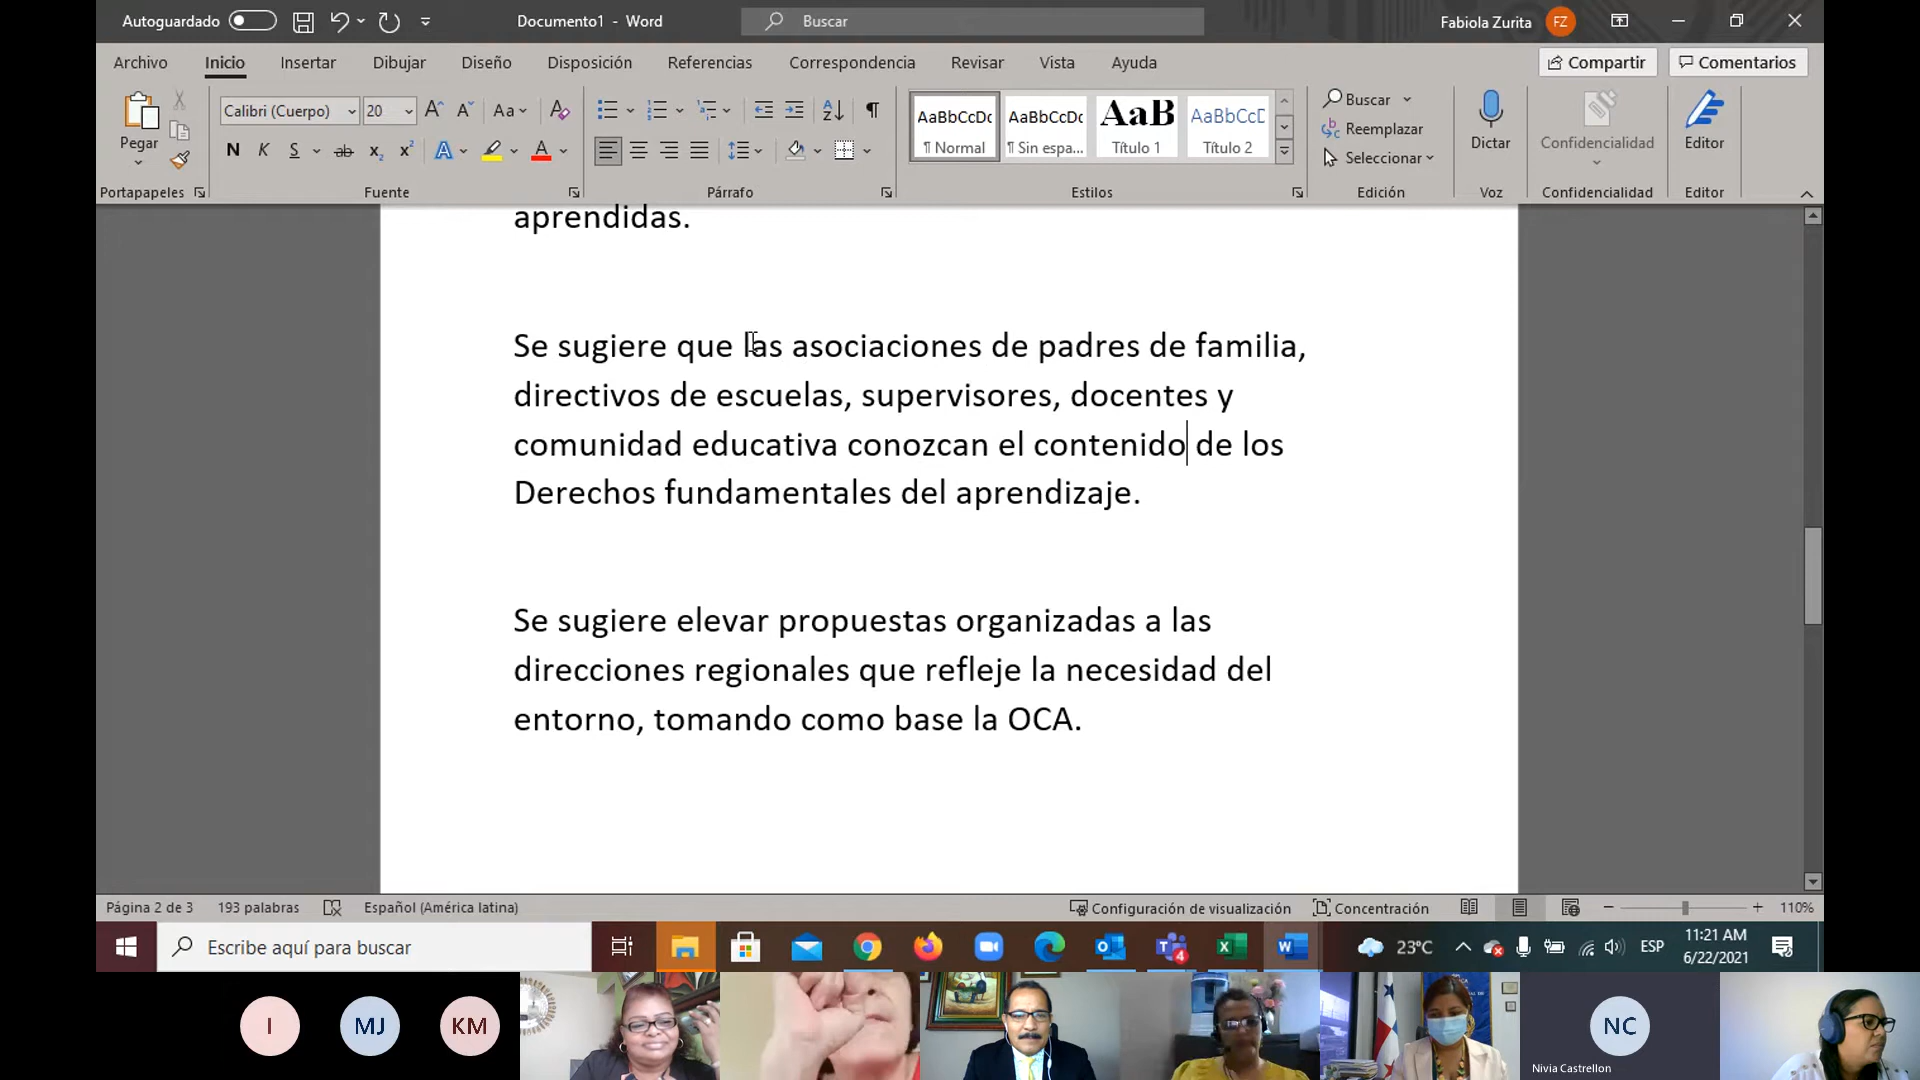 Autoguardado
Documento1 - Word
Buscar
Fabiola Zurita
FZ
Archivo
Inicio
Insertar
Dibujar
Diseño
Disposición
Referencias
Correspondencia
Revisar
Vista
Ayuda
Compartir
Comentarios
Pegar
Portapapeles
Calibri (Cuerpo)
20
Aa
N K S ab x₂ x²
Fuente
Párrafo
AaBbCcDc
¶ Normal
AaBbCcDc
¶ Sin espa...
AaB
Título 1
AaBbCcD
Título 2
Estilos
Buscar
Reemplazar
Seleccionar
Edición
Dictar
Voz
Confidencialidad
Confidencialidad
Editor
Editor
aprendidas.
Se sugiere que las asociaciones de padres de familia,
directivos de escuelas, supervisores, docentes y
comunidad educativa conozcan el contenido de los
Derechos fundamentales del aprendizaje.
Se sugiere elevar propuestas organizadas a las
direcciones regionales que refleje la necesidad del
entorno, tomando como base la OCA.
Página 2 de 3
193 palabras
Español (América latina)
Configuración de visualización
Concentración
110%
Escribe aquí para buscar
4
23°C
ESP
11:21 AM
6/22/2021
I
MJ
KM
NC
Nivia Castrellon